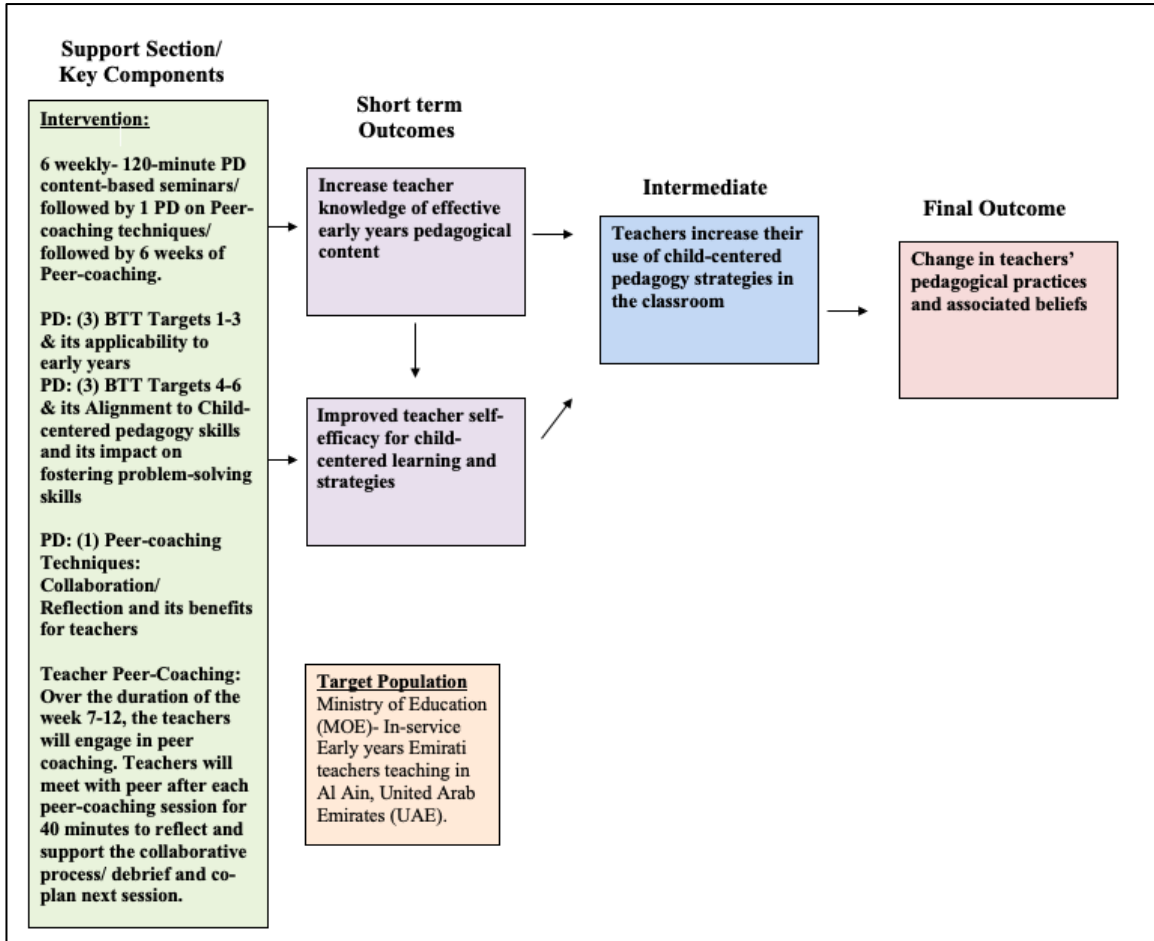 Support Section/
Key Components
Intervention:
6 weekly- 120-minute PD
content-based seminars/
followed by 1 PD on Peer-
coaching techniques/
followed by 6 weeks of
Peer-coaching.
PD: (3) BTT Targets 1-3
& its applicability to
early years
PD: (3) BTT Targets 4-6
& its Alignment to Child-
centered pedagogy skills
and its impact on
fostering problem-solving
skills
PD: (1) Peer-coaching
Techniques:
Collaboration/
Reflection and its benefits
for teachers
Teacher Peer-Coaching:
Over the duration of the
week 7-12, the teachers
will engage in peer
coaching. Teachers will
meet with peer after each
peer-coaching session for
40 minutes to reflect and
support the collaborative
process/ debrief and co-
plan next session.
Short term
Outcomes
Increase teacher
knowledge of effective
early years pedagogical
content
Improved teacher self-
efficacy for child-
centered learning and
strategies
Target Population
Ministry of Education
(MOE)- In-service
Early years Emirati
teachers teaching in
Al Ain, United Arab
Emirates (UAE).
Intermediate
Teachers increase their
use of child-centered
pedagogy strategies in
the classroom
Final Outcome
Change in teachers’
pedagogical practices
and associated beliefs